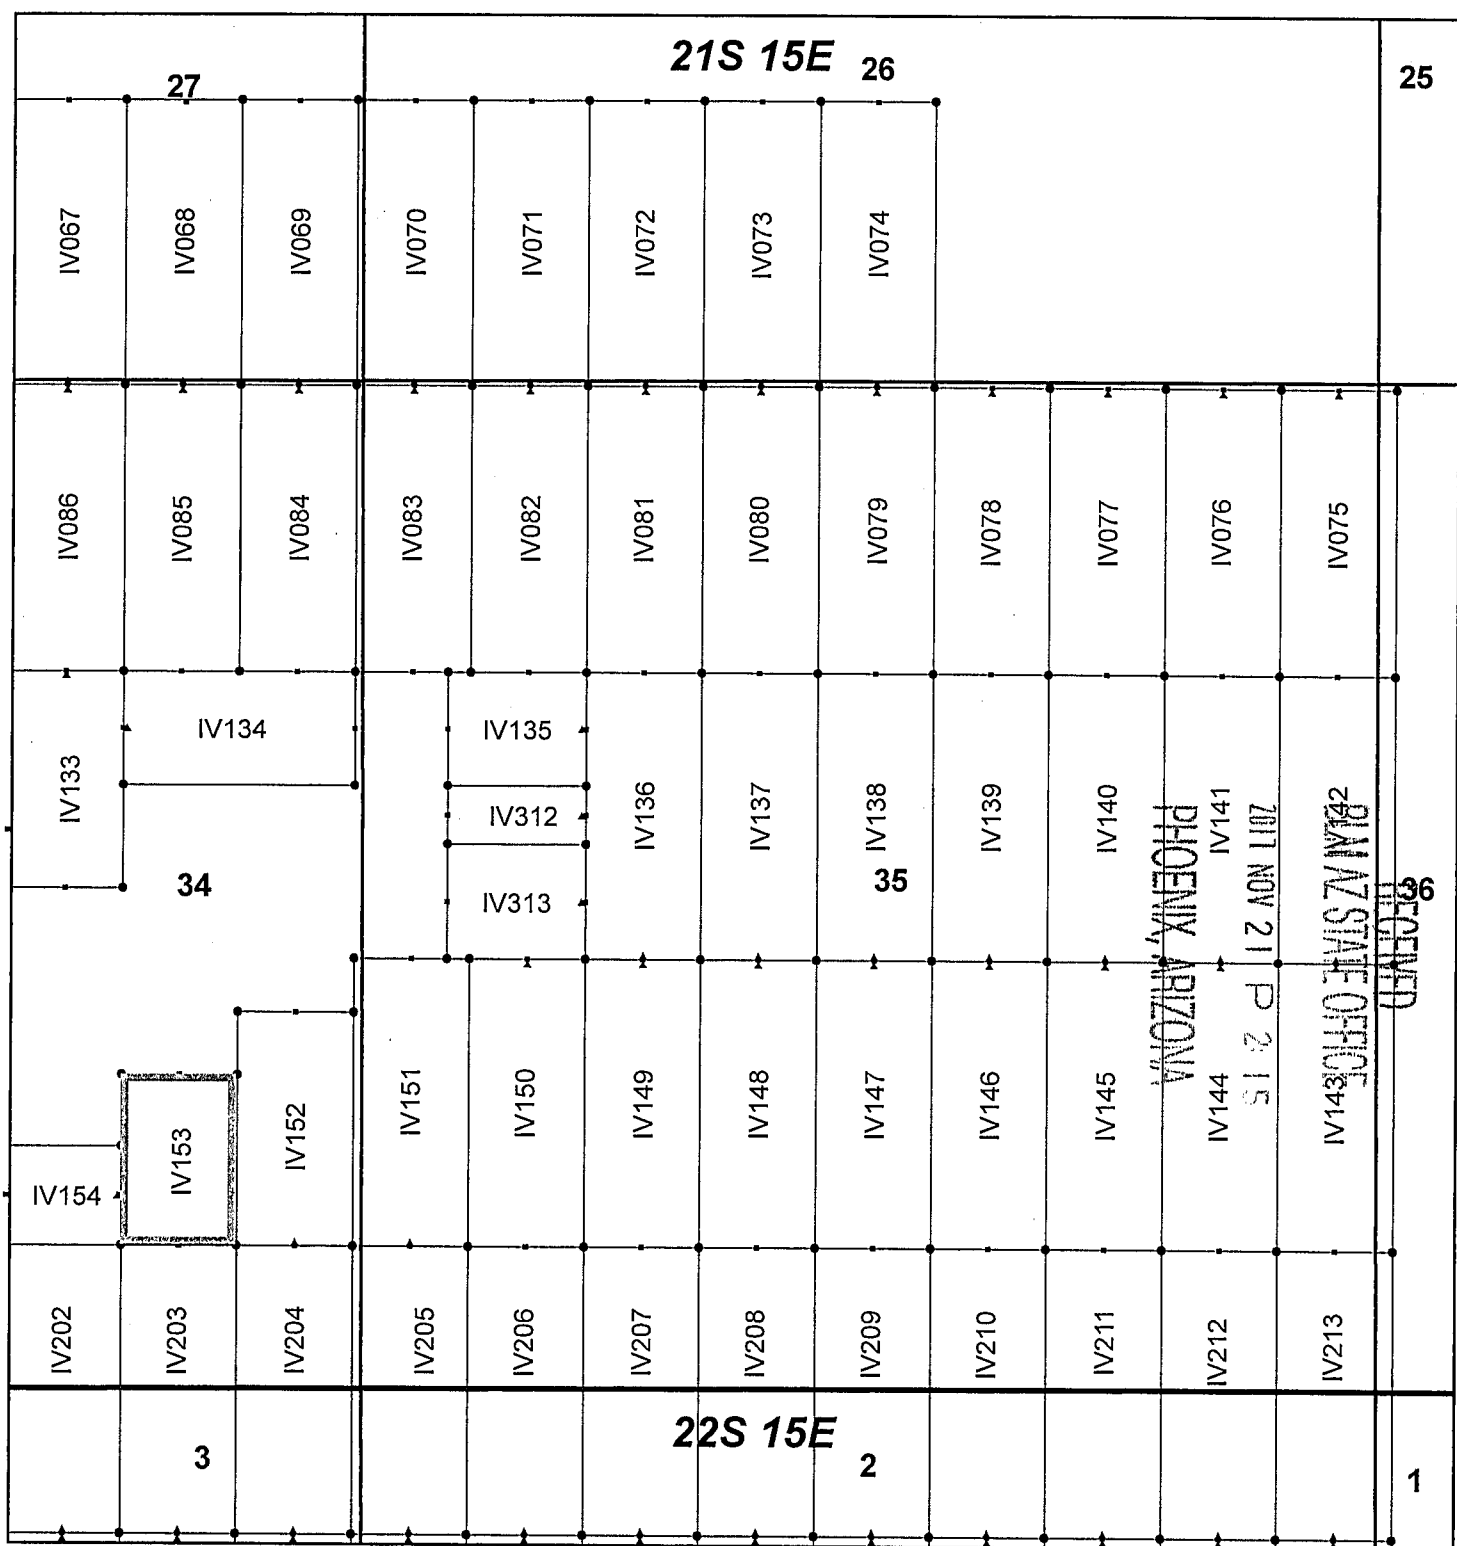 21S 15E
27
26
25
IV067
IV068
IV069
IV070
IV071
IV072
IV073
IV074
IV086
IV085
IV084
IV083
IV082
IV081
IV080
IV079
IV078
IV077
IV076
IV075
IV133
IV134
IV135
IV312
IV313
IV136
IV137
IV138
IV139
IV140
IV141
IV142
34
35
36
RECEIVED
BLM AZ STATE OFFICE
2011 NOV 21 P 2:15
PHOENIX, ARIZONA
IV154
IV153
IV152
IV151
IV150
IV149
IV148
IV147
IV146
IV145
IV144
IV143
IV202
IV203
IV204
IV205
IV206
IV207
IV208
IV209
IV210
IV211
IV212
IV213
22S 15E
3
2
1